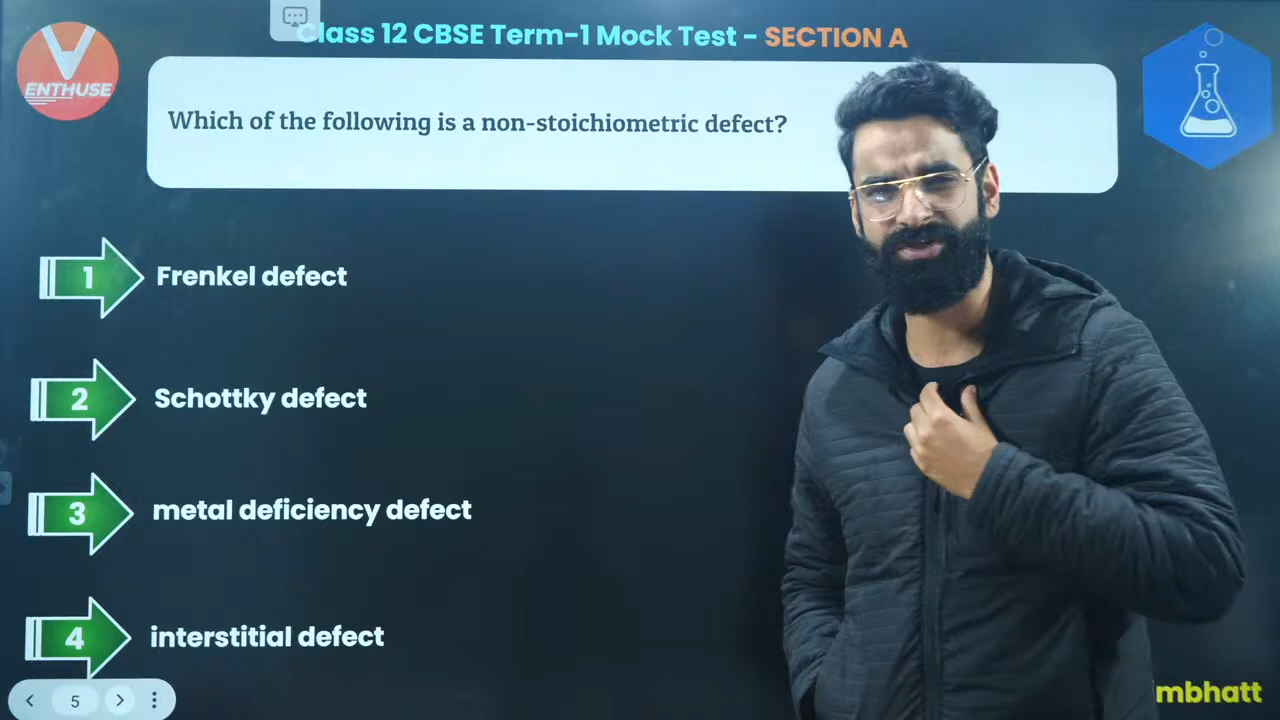 Class 12 CBSE Term-1 Mock Test - SECTION A
ENTHUSE
Which of the following is a non-stoichiometric defect?
1 Frenkel defect
2 Schottky defect
3 metal deficiency defect
4 interstitial defect
5
mbhatt